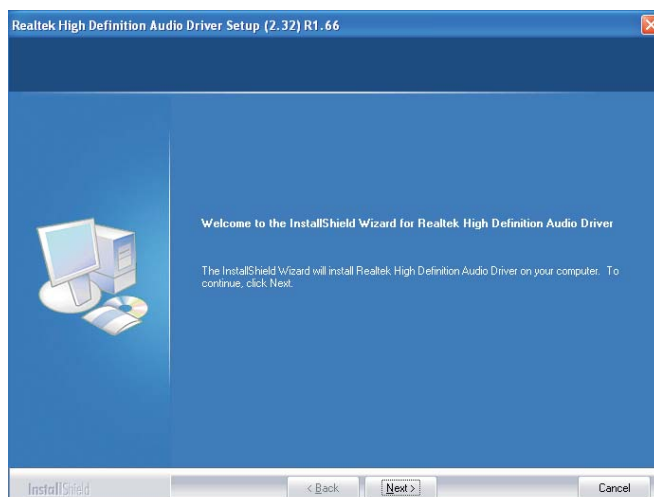 Realtek High Definition Audio Driver Setup (2.32) R1.66
Welcome to the InstallShield Wizard for Realtek High Definition Audio Driver
The InstallShield Wizard will install Realtek High Definition Audio Driver on your computer. To
continue, click Next.
InstallShield
< Back
Next >
Cancel